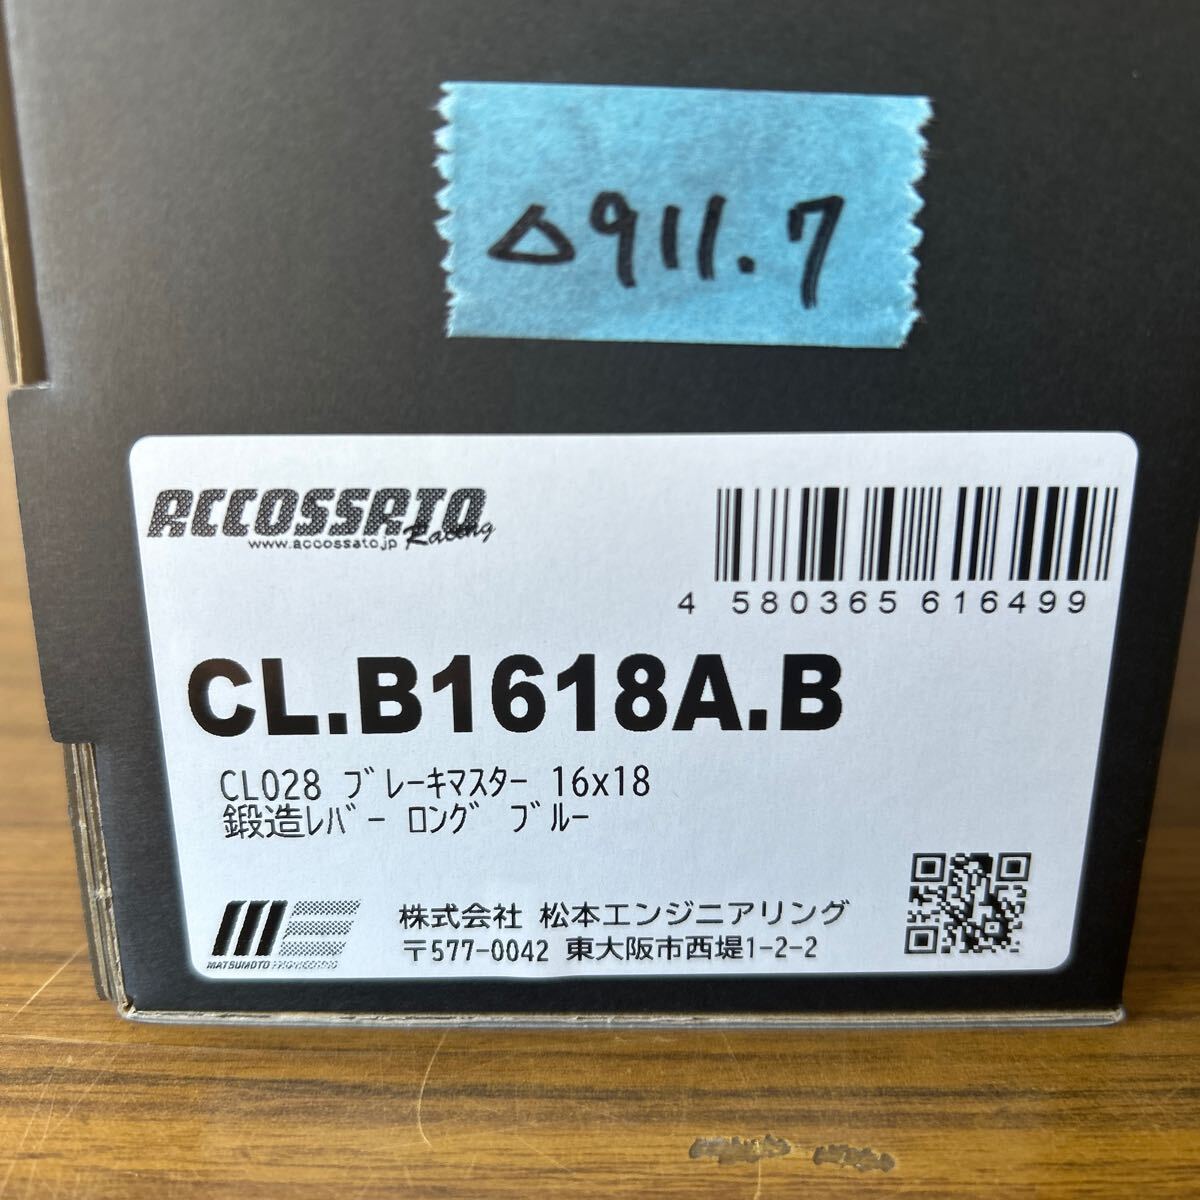 △911.7
ACCOSSATO
Racing
www.accossato.jp
4 580365 616499
CL.B1618A.B
CL028 ﾌﾞﾚｰｷﾏｽﾀｰ 16x18
鍛造ﾚﾊﾞｰ ﾛﾝｸﾞ ﾌﾞﾙｰ
株式会社 松本エンジニアリング
〒577-0042 東大阪市西堤1-2-2
ME
MATSUMOTO ENGINEERING